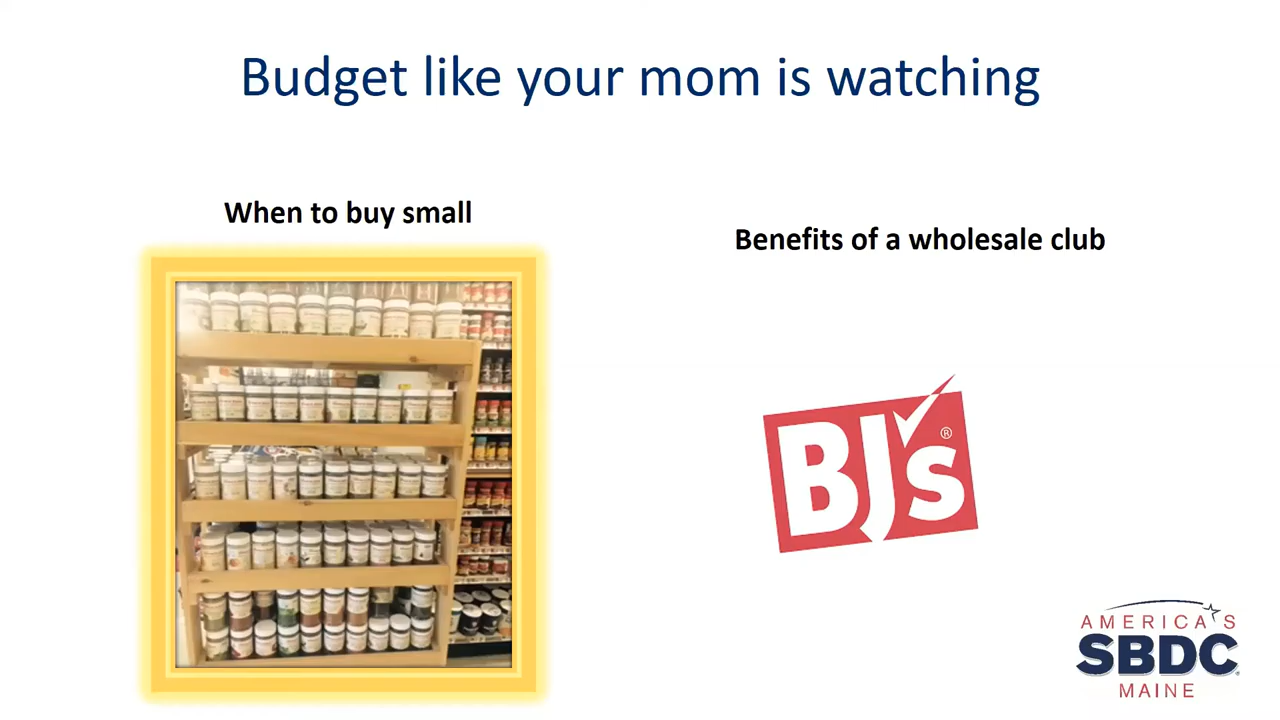 Budget like your mom is watching
When to buy small
Benefits of a wholesale club
BJ's®
AMERICA'S
SBDC®
MAINE